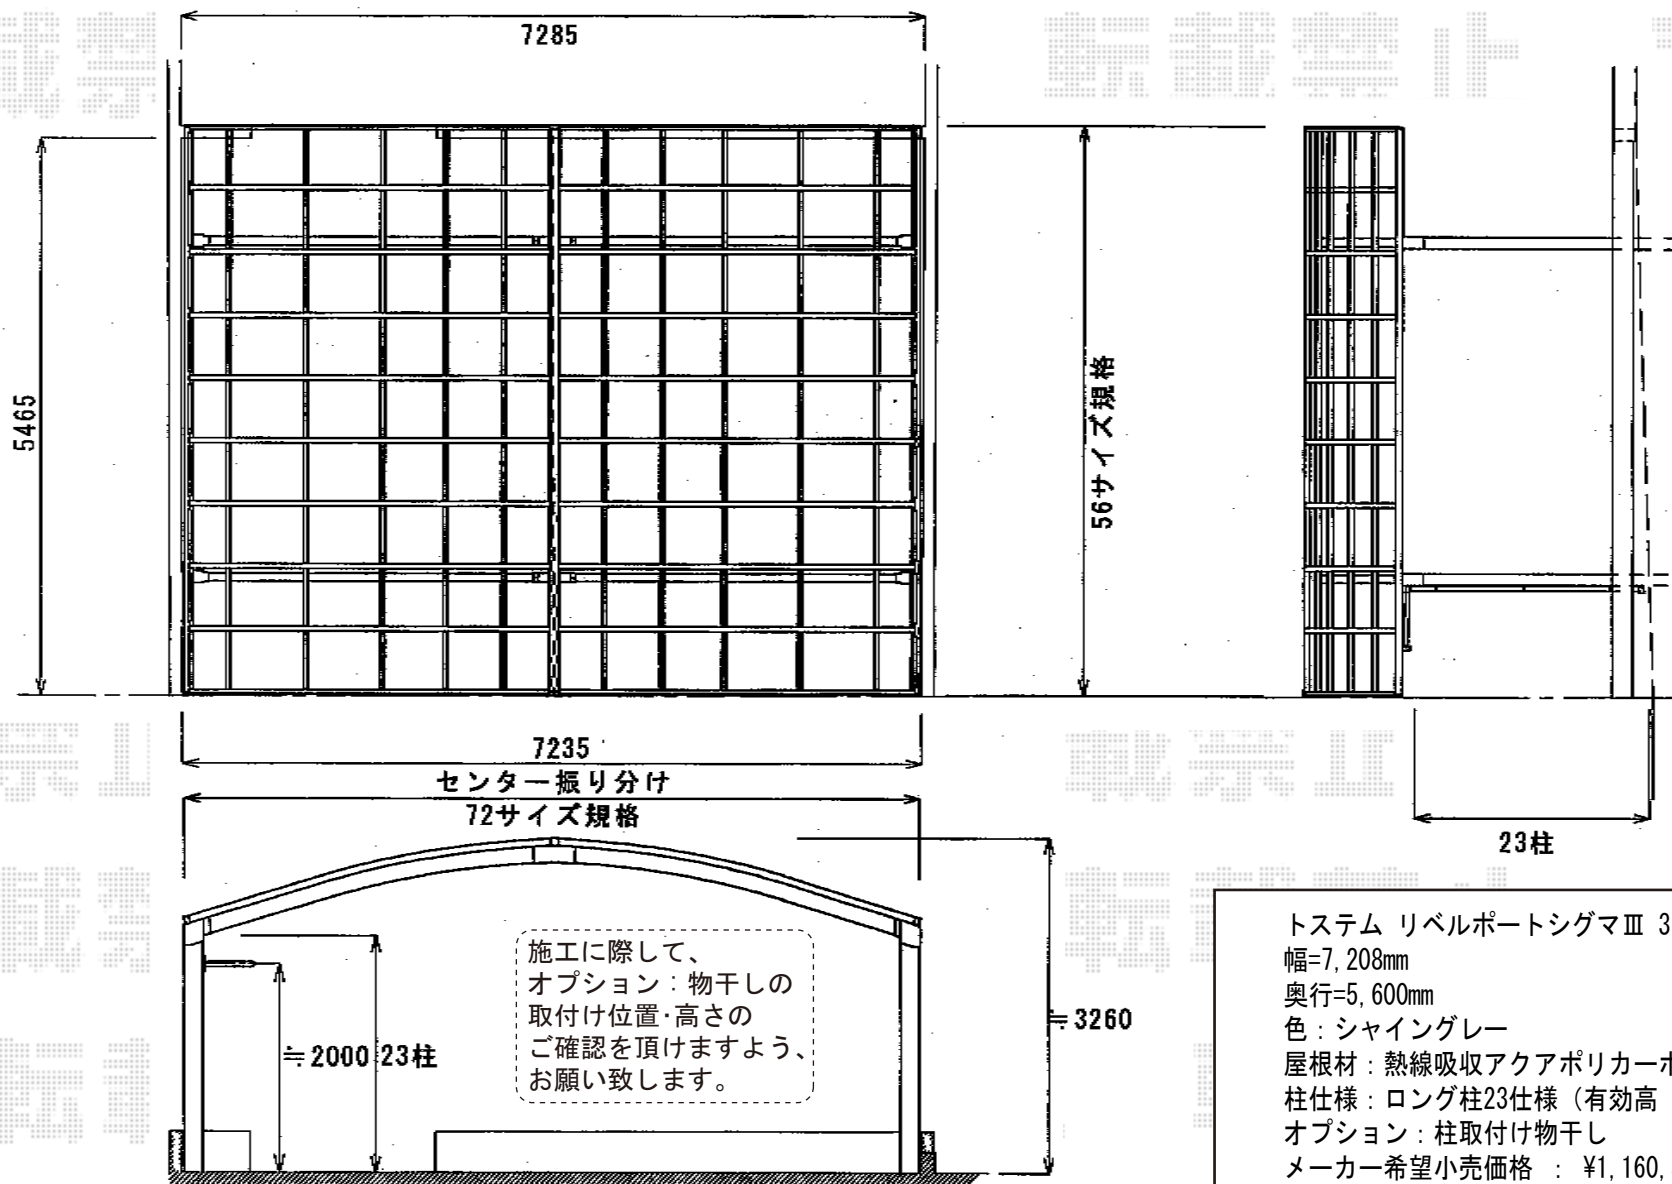 7285
5465
56サイズ規格
7235
センター振り分け
72サイズ規格
23柱
≒3260
≒2000
23柱
施工に際して、
オプション：物干しの
取付け位置･高さの
ご確認を頂けますよう、
お願い致します。
トステム リベルポートシグマⅢ 3
幅=7,208mm
奥行=5,600mm
色：シャイングレー
屋根材：熱線吸収アクアポリカーボ
柱仕様：ロング柱23仕様（有効高
オプション：柱取付け物干し
メーカー希望小売価格 ： ¥1,160,
転載禁止